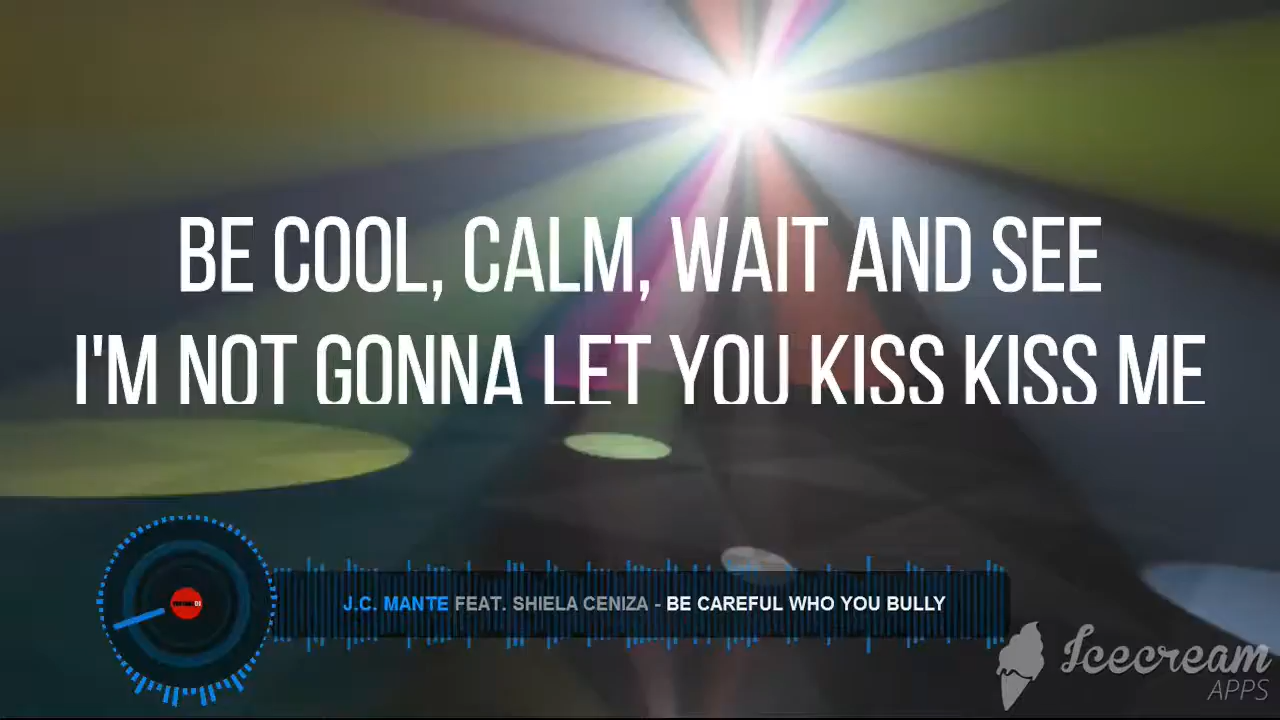 BE COOL, CALM, WAIT AND SEE
I'M NOT GONNA LET YOU KISS KISS ME
J.C. MANTE FEAT. SHIELA CENIZA - BE CAREFUL WHO YOU BULLY
Icecream
APPS